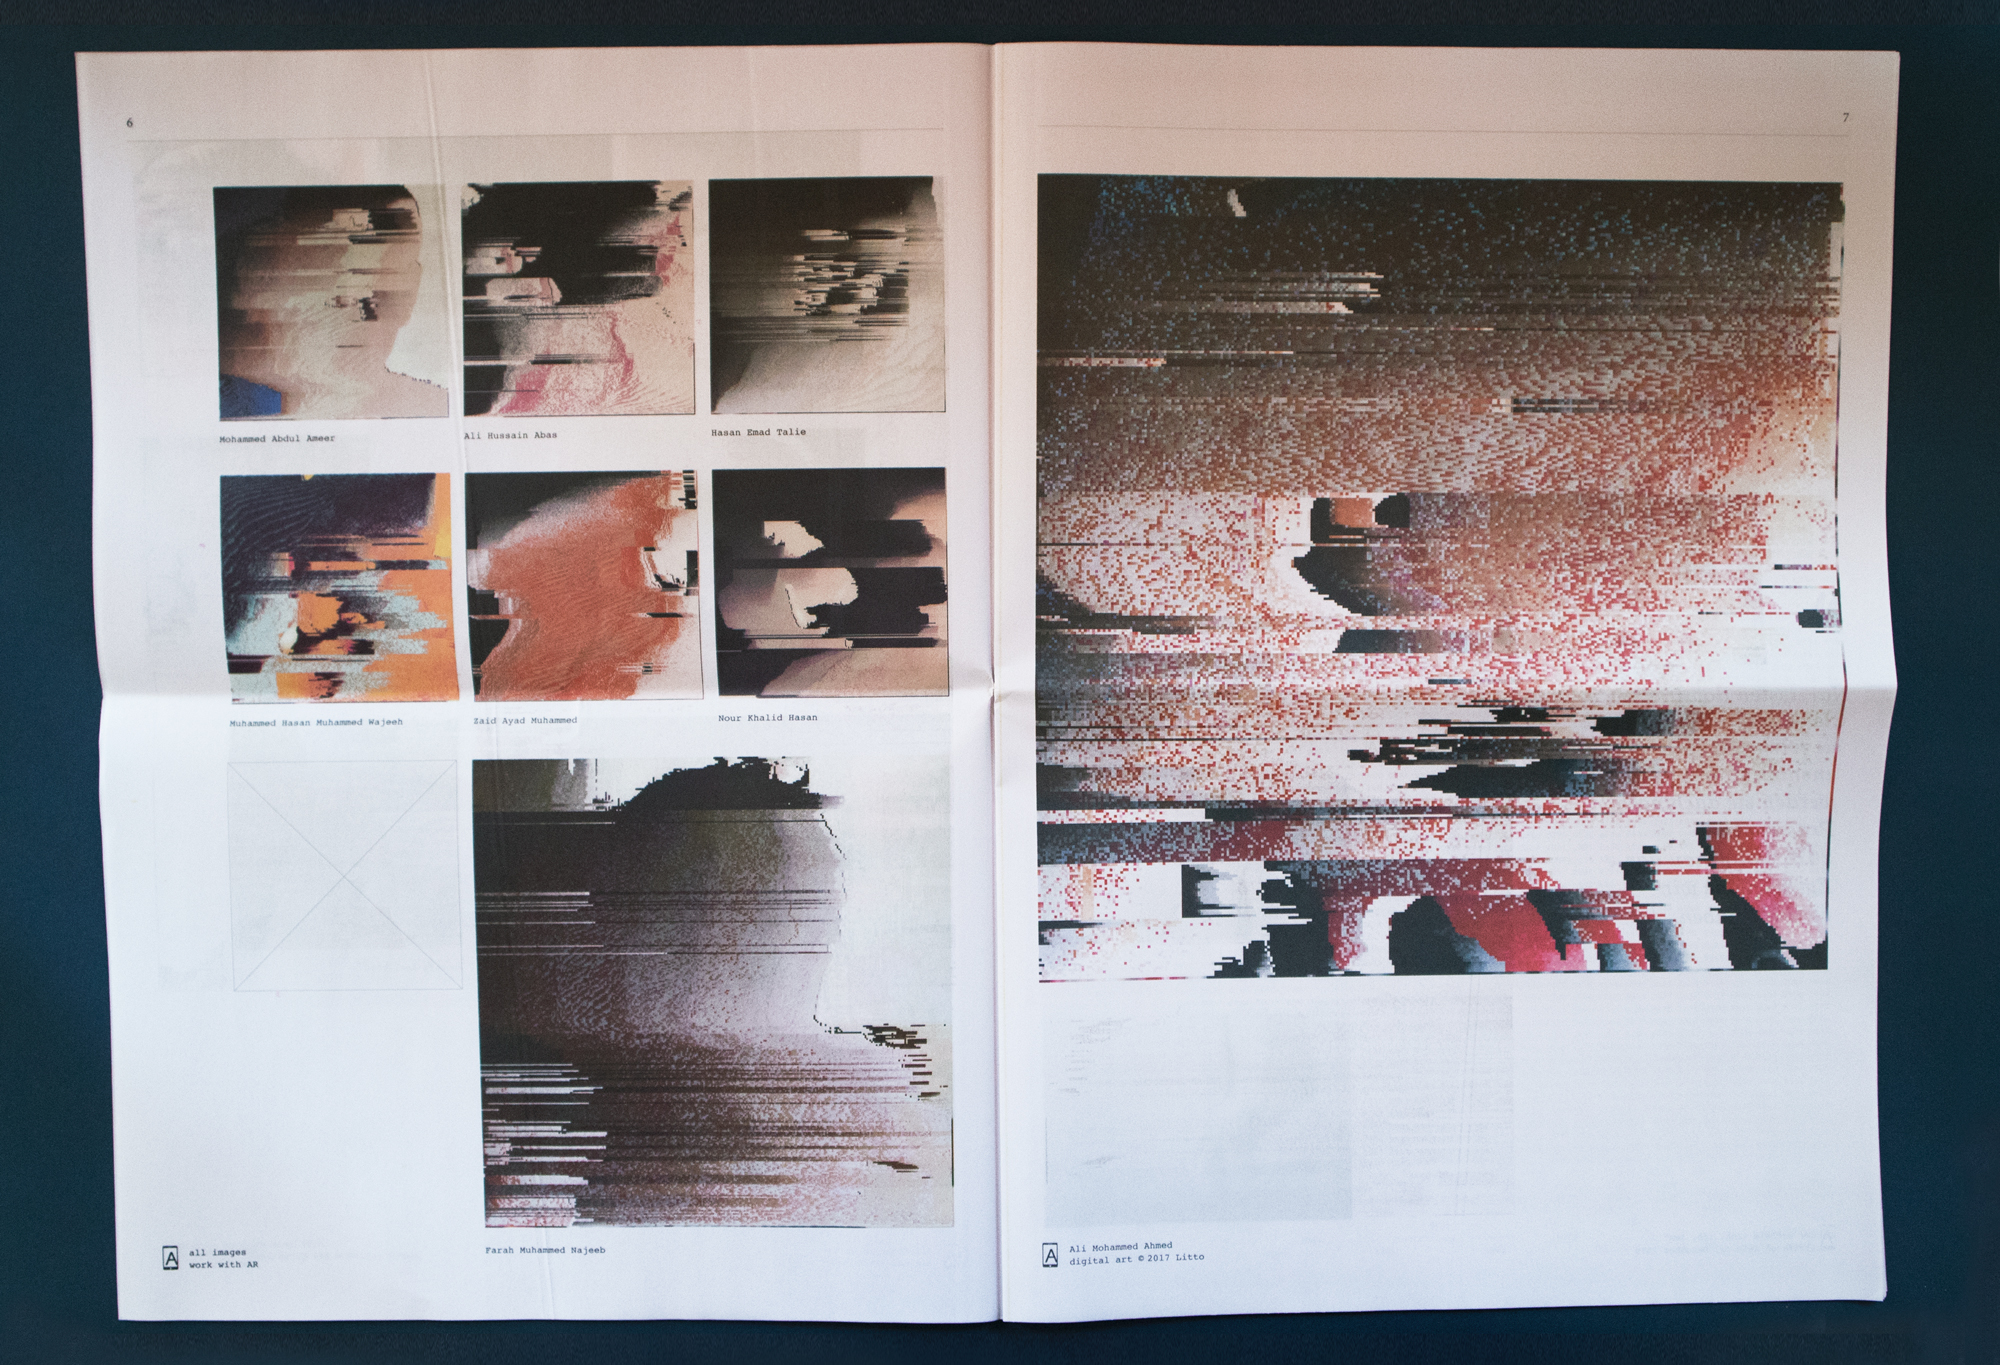 6
7
Mohammed Abdul Ameer
Ali Hussain Abas
Hasan Emad Talie
Muhammed Hasan Muhammed Wajeeh
Zaid Ayad Muhammed
Nour Khalid Hasan
Farah Muhammed Najeeb
A
all images
work with AR
A
Ali Mohammed Ahmed
digital art © 2017 Litto